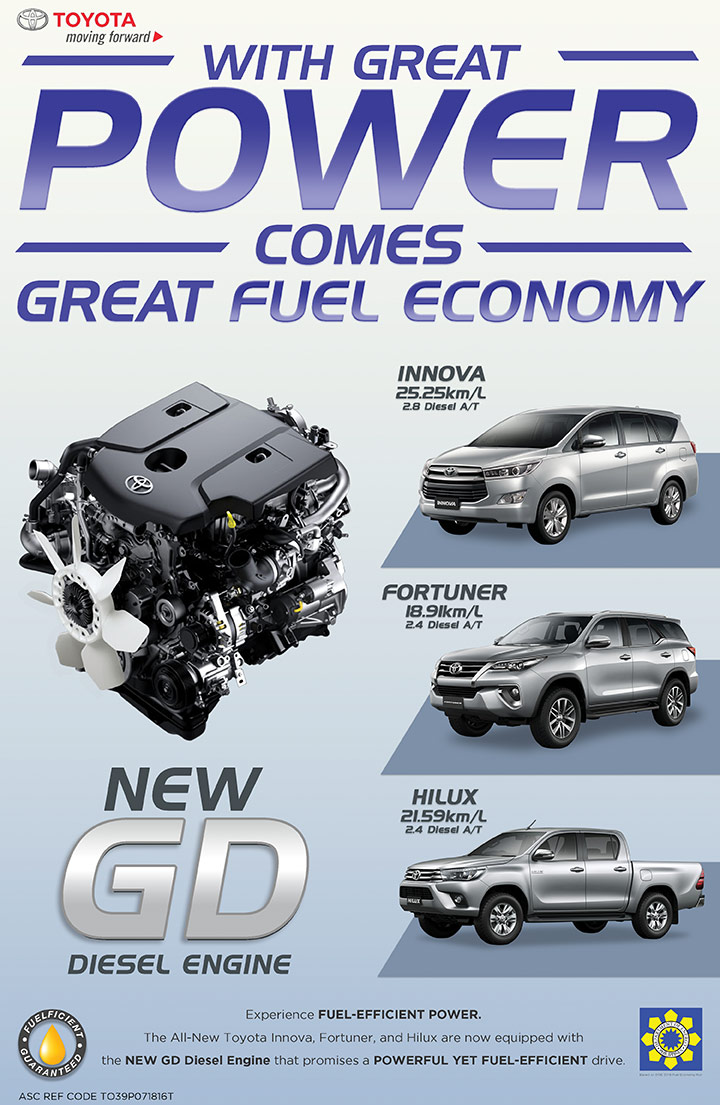 TOYOTA
moving forward
WITH GREAT
POWER
COMES
GREAT FUEL ECONOMY
INNOVA
25.25km/L
2.8 Diesel A/T
INNOVA
FORTUNER
18.91km/L
2.4 Diesel A/T
HILUX
21.59km/L
2.4 Diesel A/T
HILUX
HILUX
NEW
GD
DIESEL ENGINE
Experience FUEL-EFFICIENT POWER.
The All-New Toyota Innova, Fortuner, and Hilux are now equipped with
the NEW GD Diesel Engine that promises a POWERFUL YET FUEL-EFFICIENT drive.
FUELFICIENT
GUARANTEED
ASC REF CODE TO39P071816T